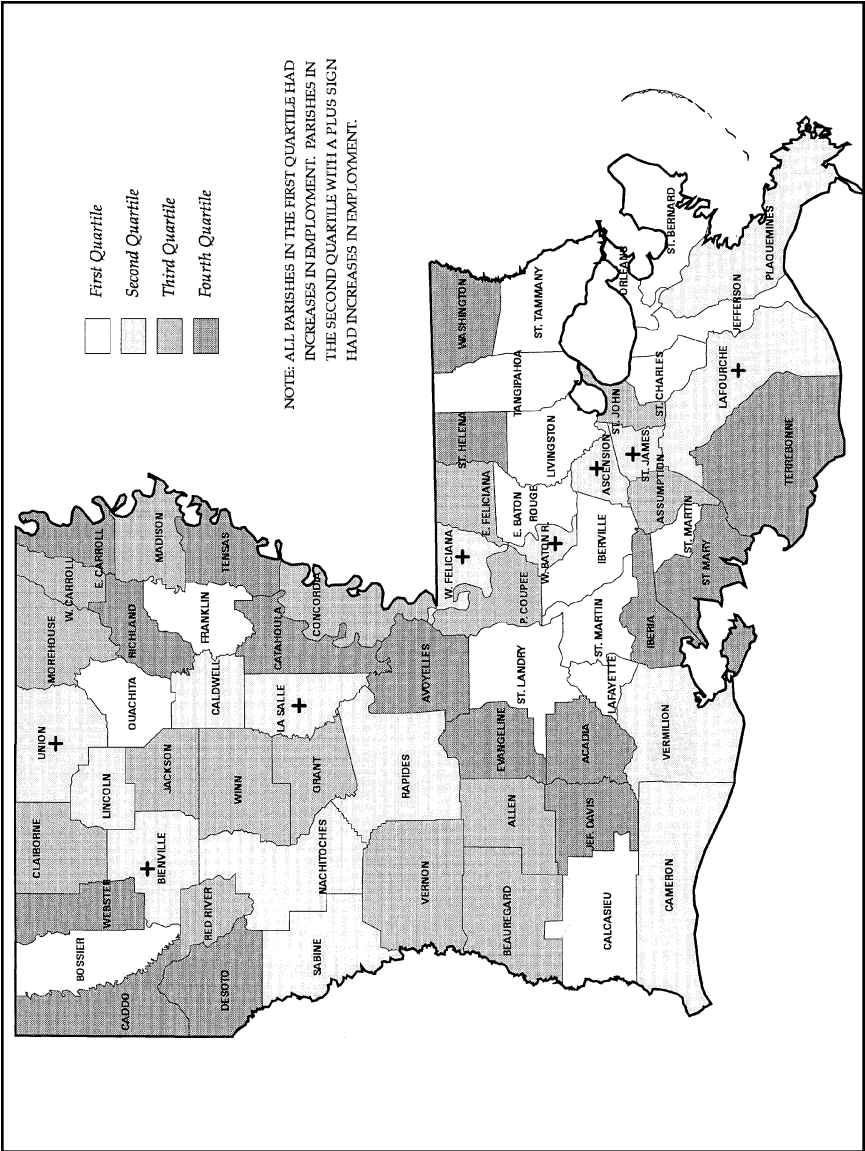 First Quartile
Second Quartile
Third Quartile
Fourth Quartile
NOTE: ALL PARISHES IN THE FIRST QUARTILE HAD
INCREASES IN EMPLOYMENT. PARISHES IN
THE SECOND QUARTILE WITH A PLUS SIGN
HAD INCREASES IN EMPLOYMENT.
CADDO
BOSSIER
WEBSTER
CLAIBORNE
LINCOLN
UNION
MOREHOUSE
W. CARROLL
E. CARROLL
DESOTO
RED RIVER
BIENVILLE
+
JACKSON
OUACHITA
+
RICHLAND
MADISON
SABINE
NACHITOCHES
WINN
CALDWELL
FRANKLIN
TENSAS
GRANT
LA SALLE
+
CATAHOULA
CONCORDIA
VERNON
RAPIDES
AVOYELLES
BEAUREGARD
ALLEN
EVANGELINE
ST. LANDRY
P. COUPEE
W. FELICIANA
+
E. FELICIANA
ST. HELENA
TANGIPAHOA
WASHINGTON
CALCASIEU
JEF. DAVIS
ACADIA
LAFAYETTE
ST. MARTIN
IBERVILLE
W. BATON R.
+
E. BATON
ROUGE
LIVINGSTON
ST. TAMMANY
CAMERON
VERMILION
IBERIA
ST MARY
ST. MARTIN
ASSUMPTION
ASCENSION
+
ST. JAMES
+
ST. JOHN
ST. CHARLES
ORLEANS
ST. BERNARD
TERREBONNE
LAFOURCHE
+
JEFFERSON
PLAQUEMINES